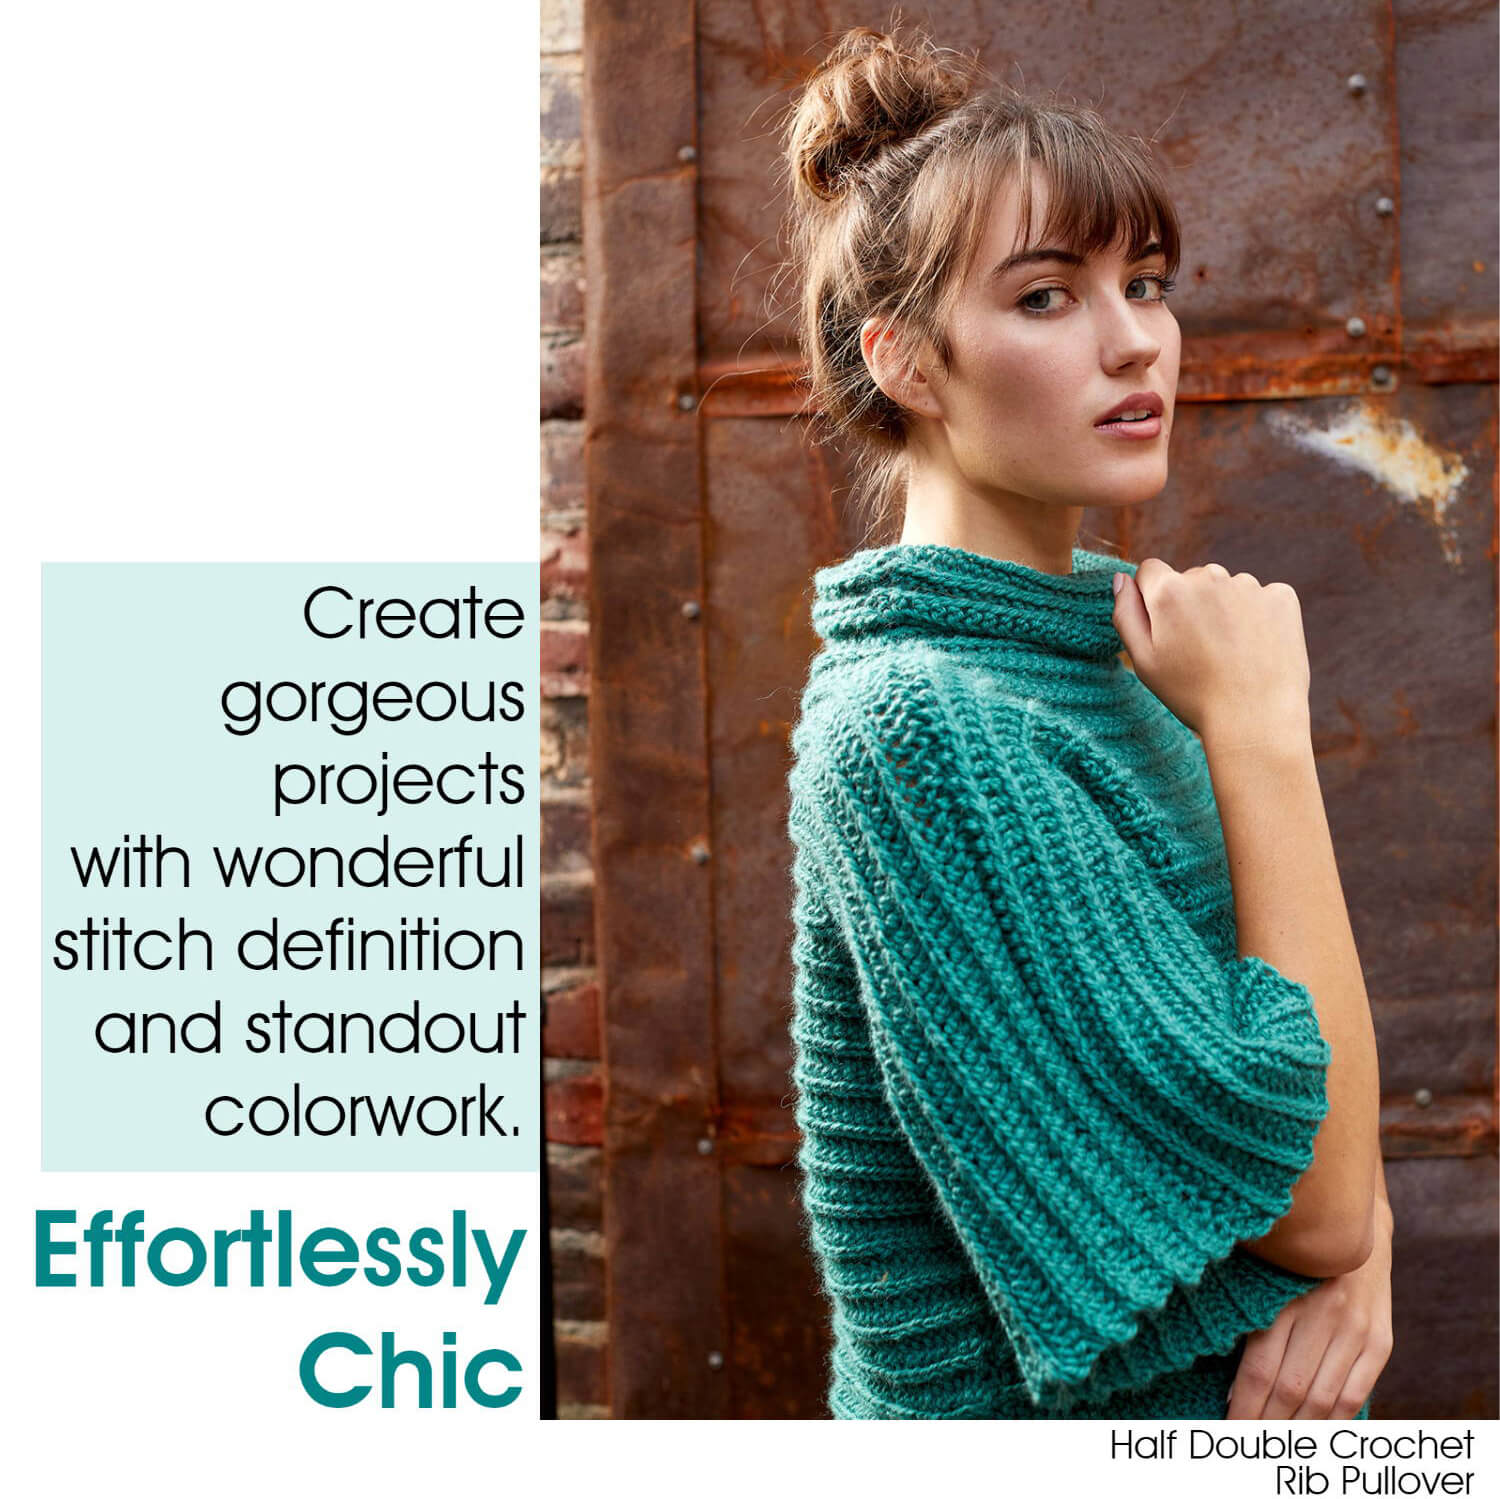 Create
gorgeous
projects
with wonderful
stitch definition
and standout
colorwork.
Effortlessly
Chic
Half Double Crochet
Rib Pullover